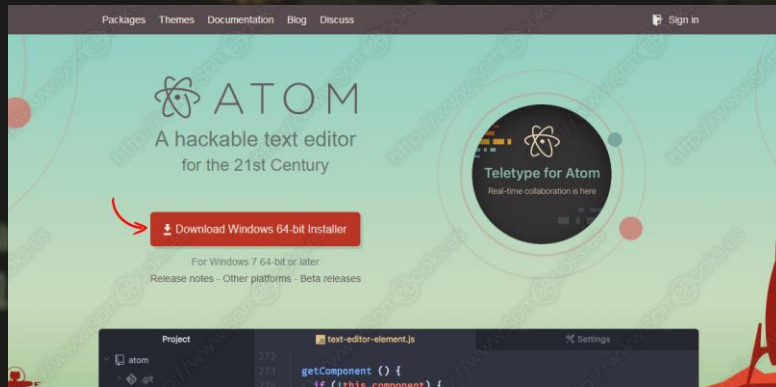 Packages Themes Documentation Blog Discuss
Sign in
ATOM
A hackable text editor
for the 21st Century
Teletype for Atom
Real-time collaboration is here
Download Windows 64-bit Installer
For Windows 7 64-bit or later
Release notes - Other platforms - Beta releases
Project
text-editor-element.js
Settings
272
atom
273 getComponent () {
.git
274 if (!this.component) {